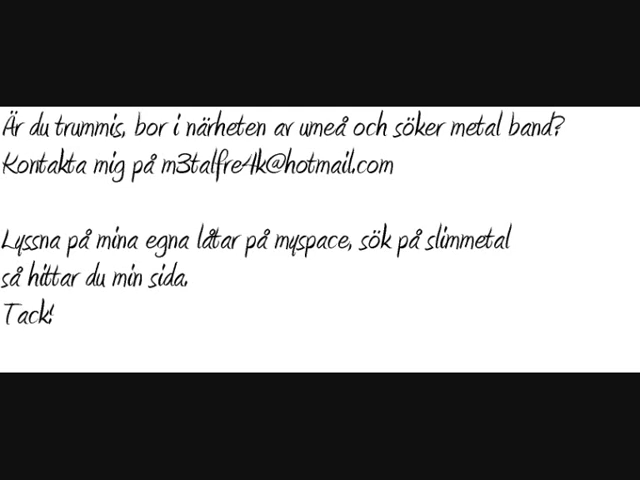 Är du trummis, bor i närheten av umeå och söker metal band?
Kontakta mig på m3talfre4k@hotmail.com
Lyssna på mina egna låtar på myspace, sök på slimmetal
så hittar du min sida.
Tack!